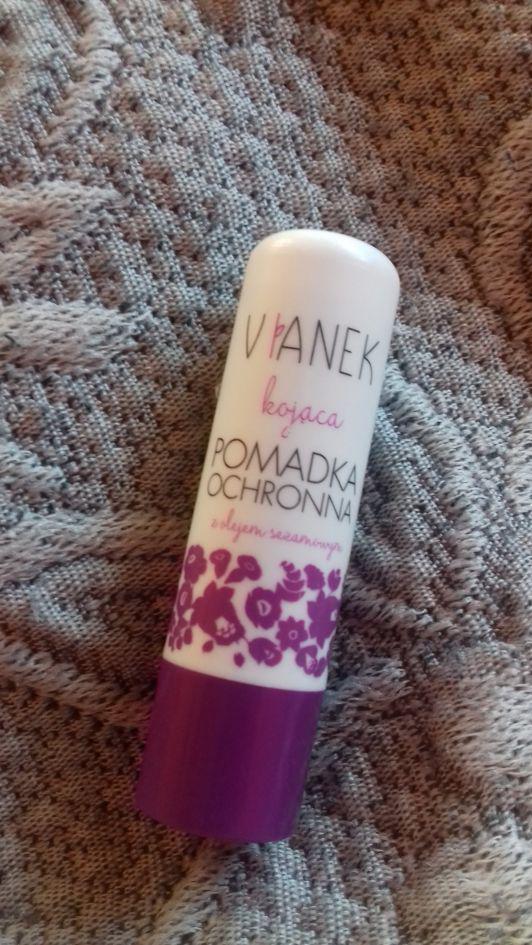 VIANEK
kojąca
POMADKA
OCHRONNA
z olejem sezamowym